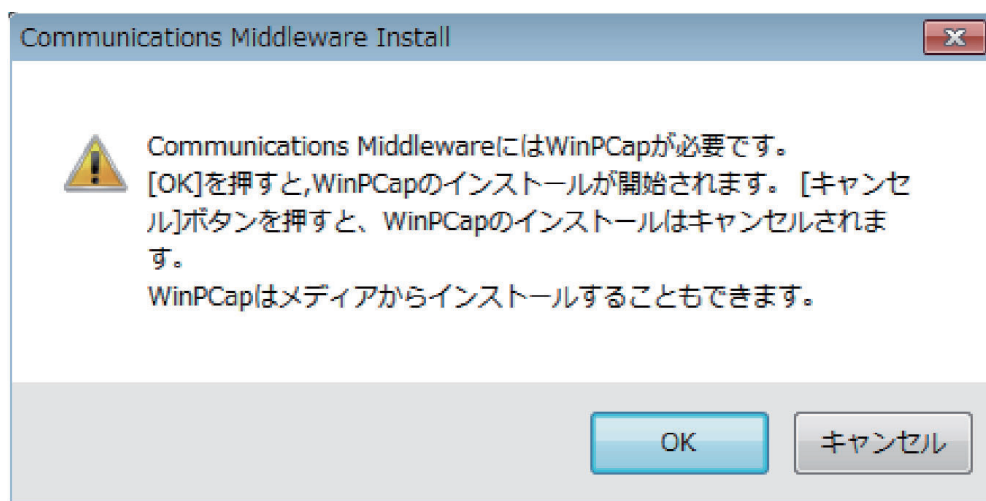 Communications Middleware Install
Communications MiddlewareにはWinPCapが必要です。
[OK]を押すと,WinPCapのインストールが開始されます。 [キャンセ
ル]ボタンを押すと、WinPCapのインストールはキャンセルされま
す。
WinPCapはメディアからインストールすることもできます。
OK
キャンセル